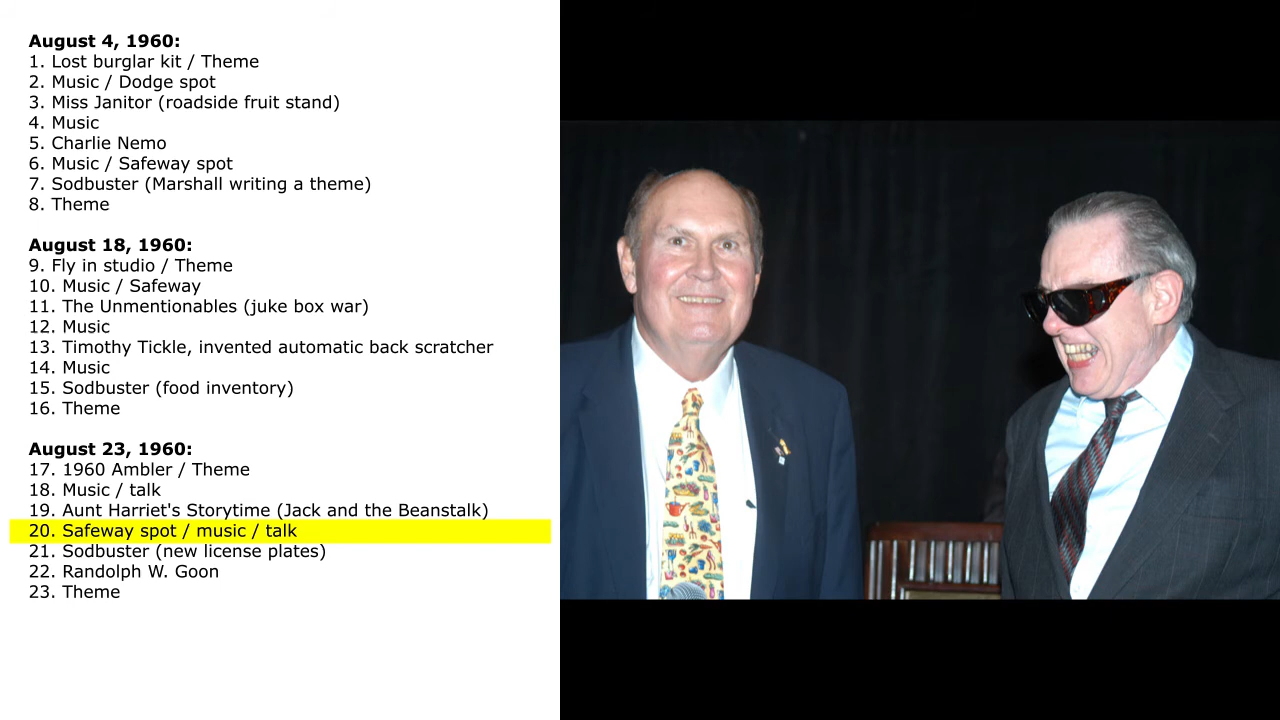 August 4, 1960:
1. Lost burglar kit / Theme
2. Music / Dodge spot
3. Miss Janitor (roadside fruit stand)
4. Music
5. Charlie Nemo
6. Music / Safeway spot
7. Sodbuster (Marshall writing a theme)
8. Theme
August 18, 1960:
9. Fly in studio / Theme
10. Music / Safeway
11. The Unmentionables (juke box war)
12. Music
13. Timothy Tickle, invented automatic back scratcher
14. Music
15. Sodbuster (food inventory)
16. Theme
August 23, 1960:
17. 1960 Ambler / Theme
18. Music / talk
19. Aunt Harriet's Storytime (Jack and the Beanstalk)
20. Safeway spot / music / talk
21. Sodbuster (new license plates)
22. Randolph W. Goon
23. Theme